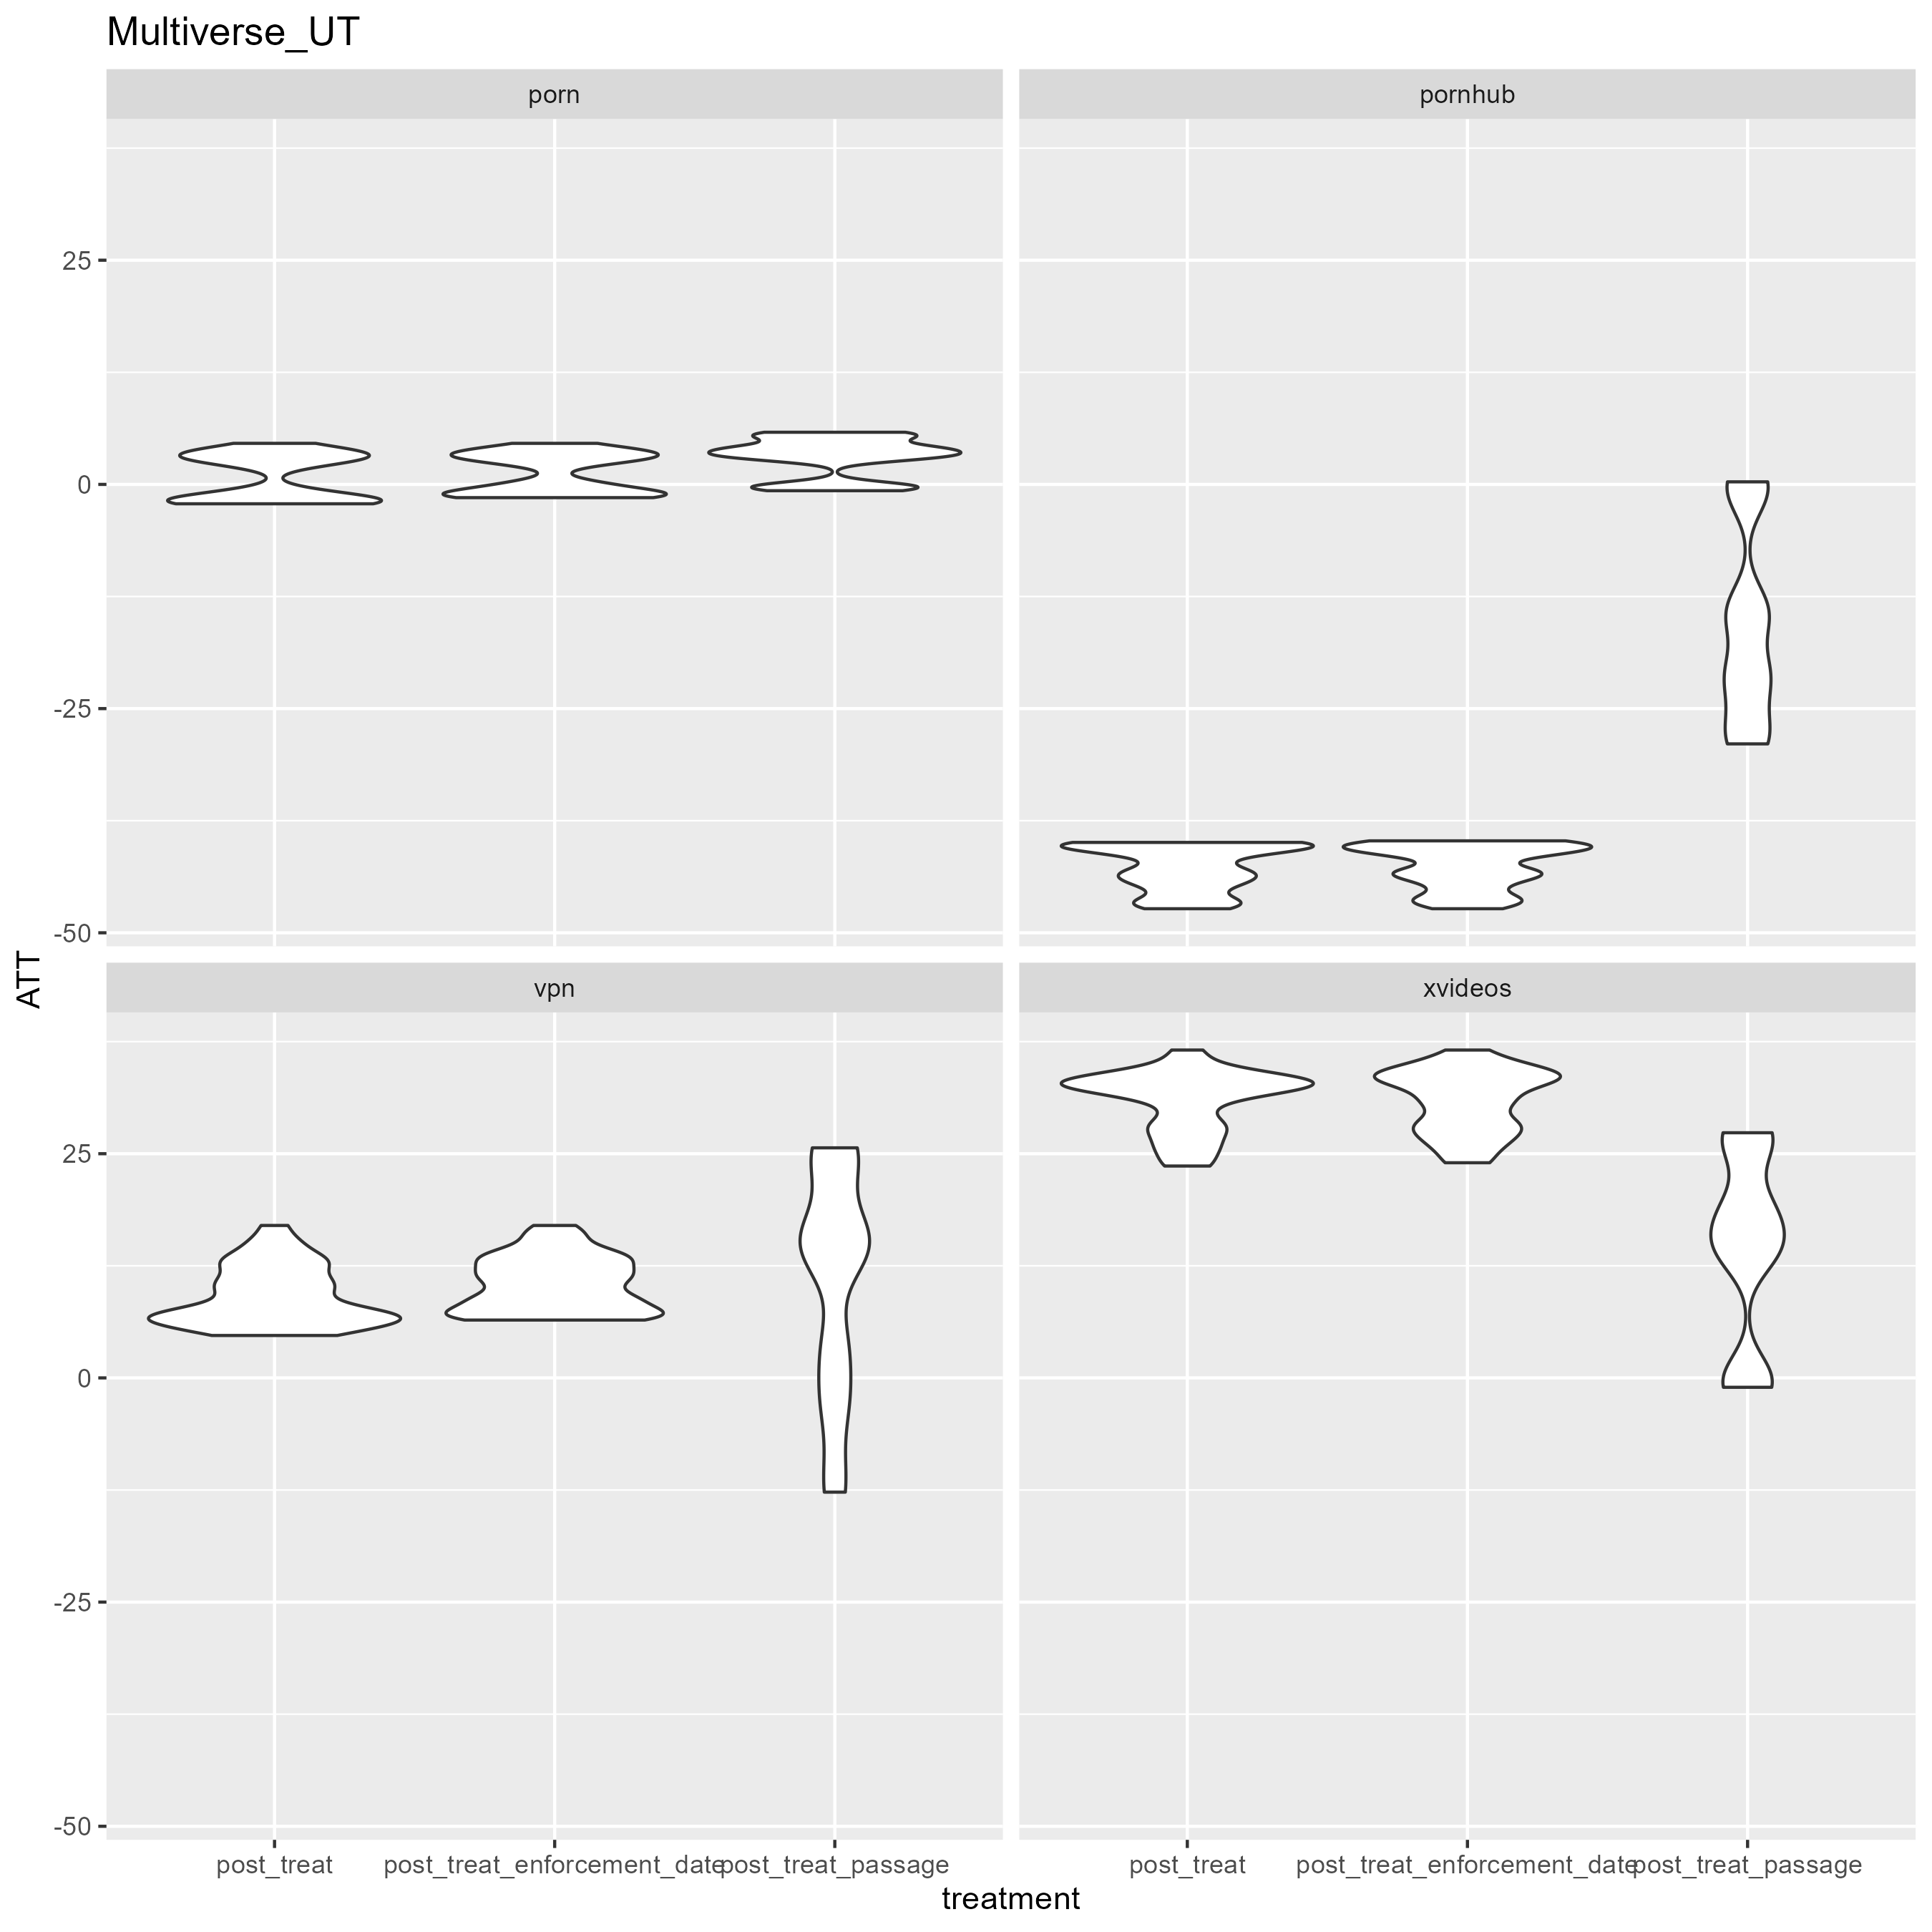 Multiverse_UT
porn
pornhub
25
0
-25
-50
ATT
vpn
xvideos
25
0
-25
-50
post_treat
post_treat_enforcement_date
post_treat_passage
post_treat
post_treat_enforcement_date
post_treat_passage
treatment